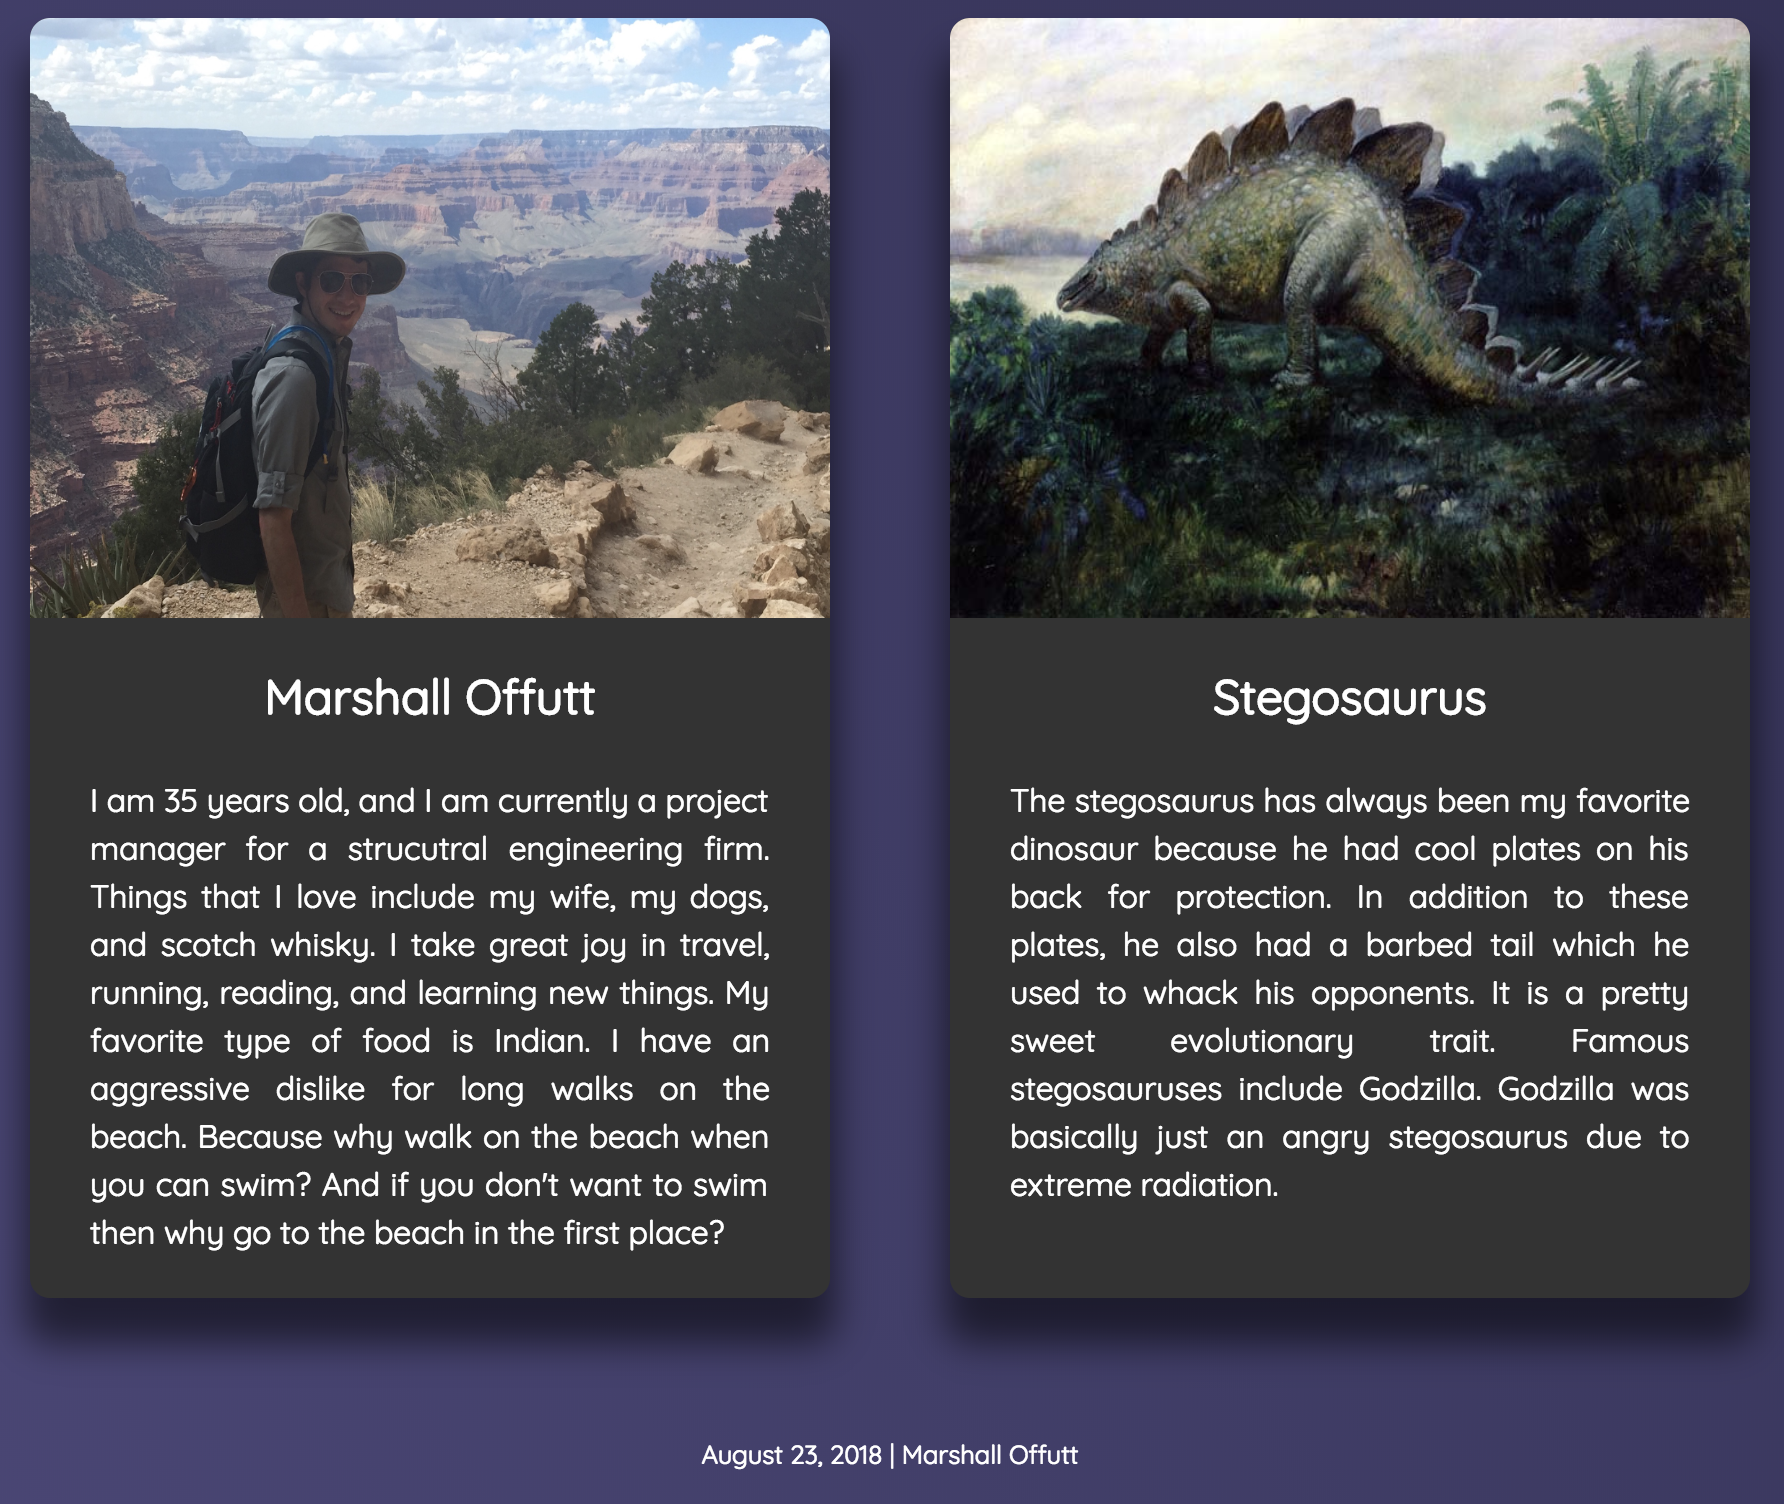 Marshall Offutt
I am 35 years old, and I am currently a project
manager for a strucutral engineering firm.
Things that I love include my wife, my dogs,
and scotch whisky. I take great joy in travel,
running, reading, and learning new things. My
favorite type of food is Indian. I have an
aggressive dislike for long walks on the
beach. Because why walk on the beach when
you can swim? And if you don't want to swim
then why go to the beach in the first place?
Stegosaurus
The stegosaurus has always been my favorite
dinosaur because he had cool plates on his
back for protection. In addition to these
plates, he also had a barbed tail which he
used to whack his opponents. It is a pretty
sweet evolutionary trait. Famous
stegosauruses include Godzilla. Godzilla was
basically just an angry stegosaurus due to
extreme radiation.
August 23, 2018 | Marshall Offutt